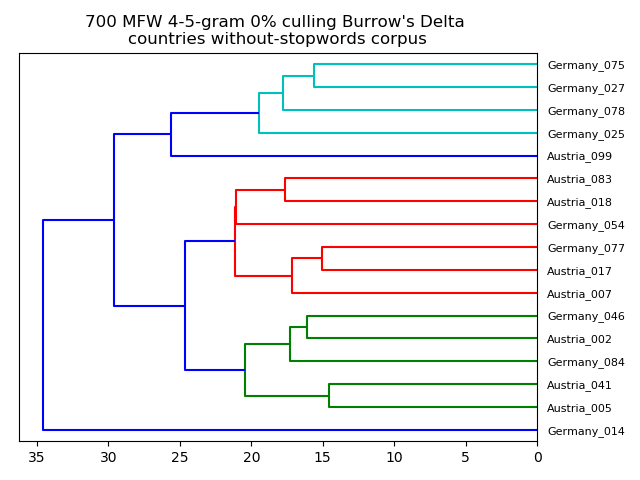 700 MFW 4-5-gram 0% culling Burrow's Delta
countries without-stopwords corpus
Germany_075
Germany_027
Germany_078
Germany_025
Austria_099
Austria_083
Austria_018
Germany_054
Germany_077
Austria_017
Austria_007
Germany_046
Austria_002
Germany_084
Austria_041
Austria_005
Germany_014
35 30 25 20 15 10 5 0